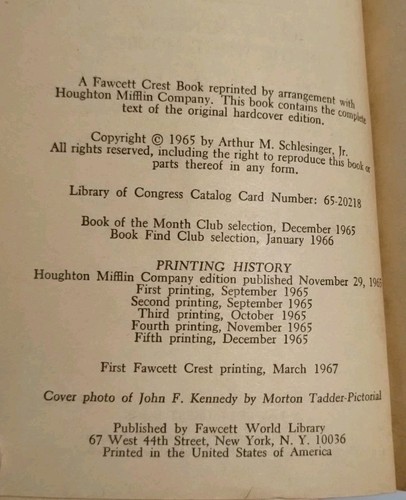 A Fawcett Crest Book reprinted by arrangement with
Houghton Mifflin Company. This book contains the complete
text of the original hardcover edition.
Copyright © 1965 by Arthur M. Schlesinger, Jr.
All rights reserved, including the right to reproduce this book or
parts thereof in any form.
Library of Congress Catalog Card Number: 65-20218
Book of the Month Club selection, December 1965
Book Find Club selection, January 1966
PRINTING HISTORY
Houghton Mifflin Company edition published November 29, 1965
First printing, September 1965
Second printing, September 1965
Third printing, October 1965
Fourth printing, November 1965
Fifth printing, December 1965
First Fawcett Crest printing, March 1967
Cover photo of John F. Kennedy by Morton Tadder-Pictorial
Published by Fawcett World Library
67 West 44th Street, New York, N. Y. 10036
Printed in the United States of America